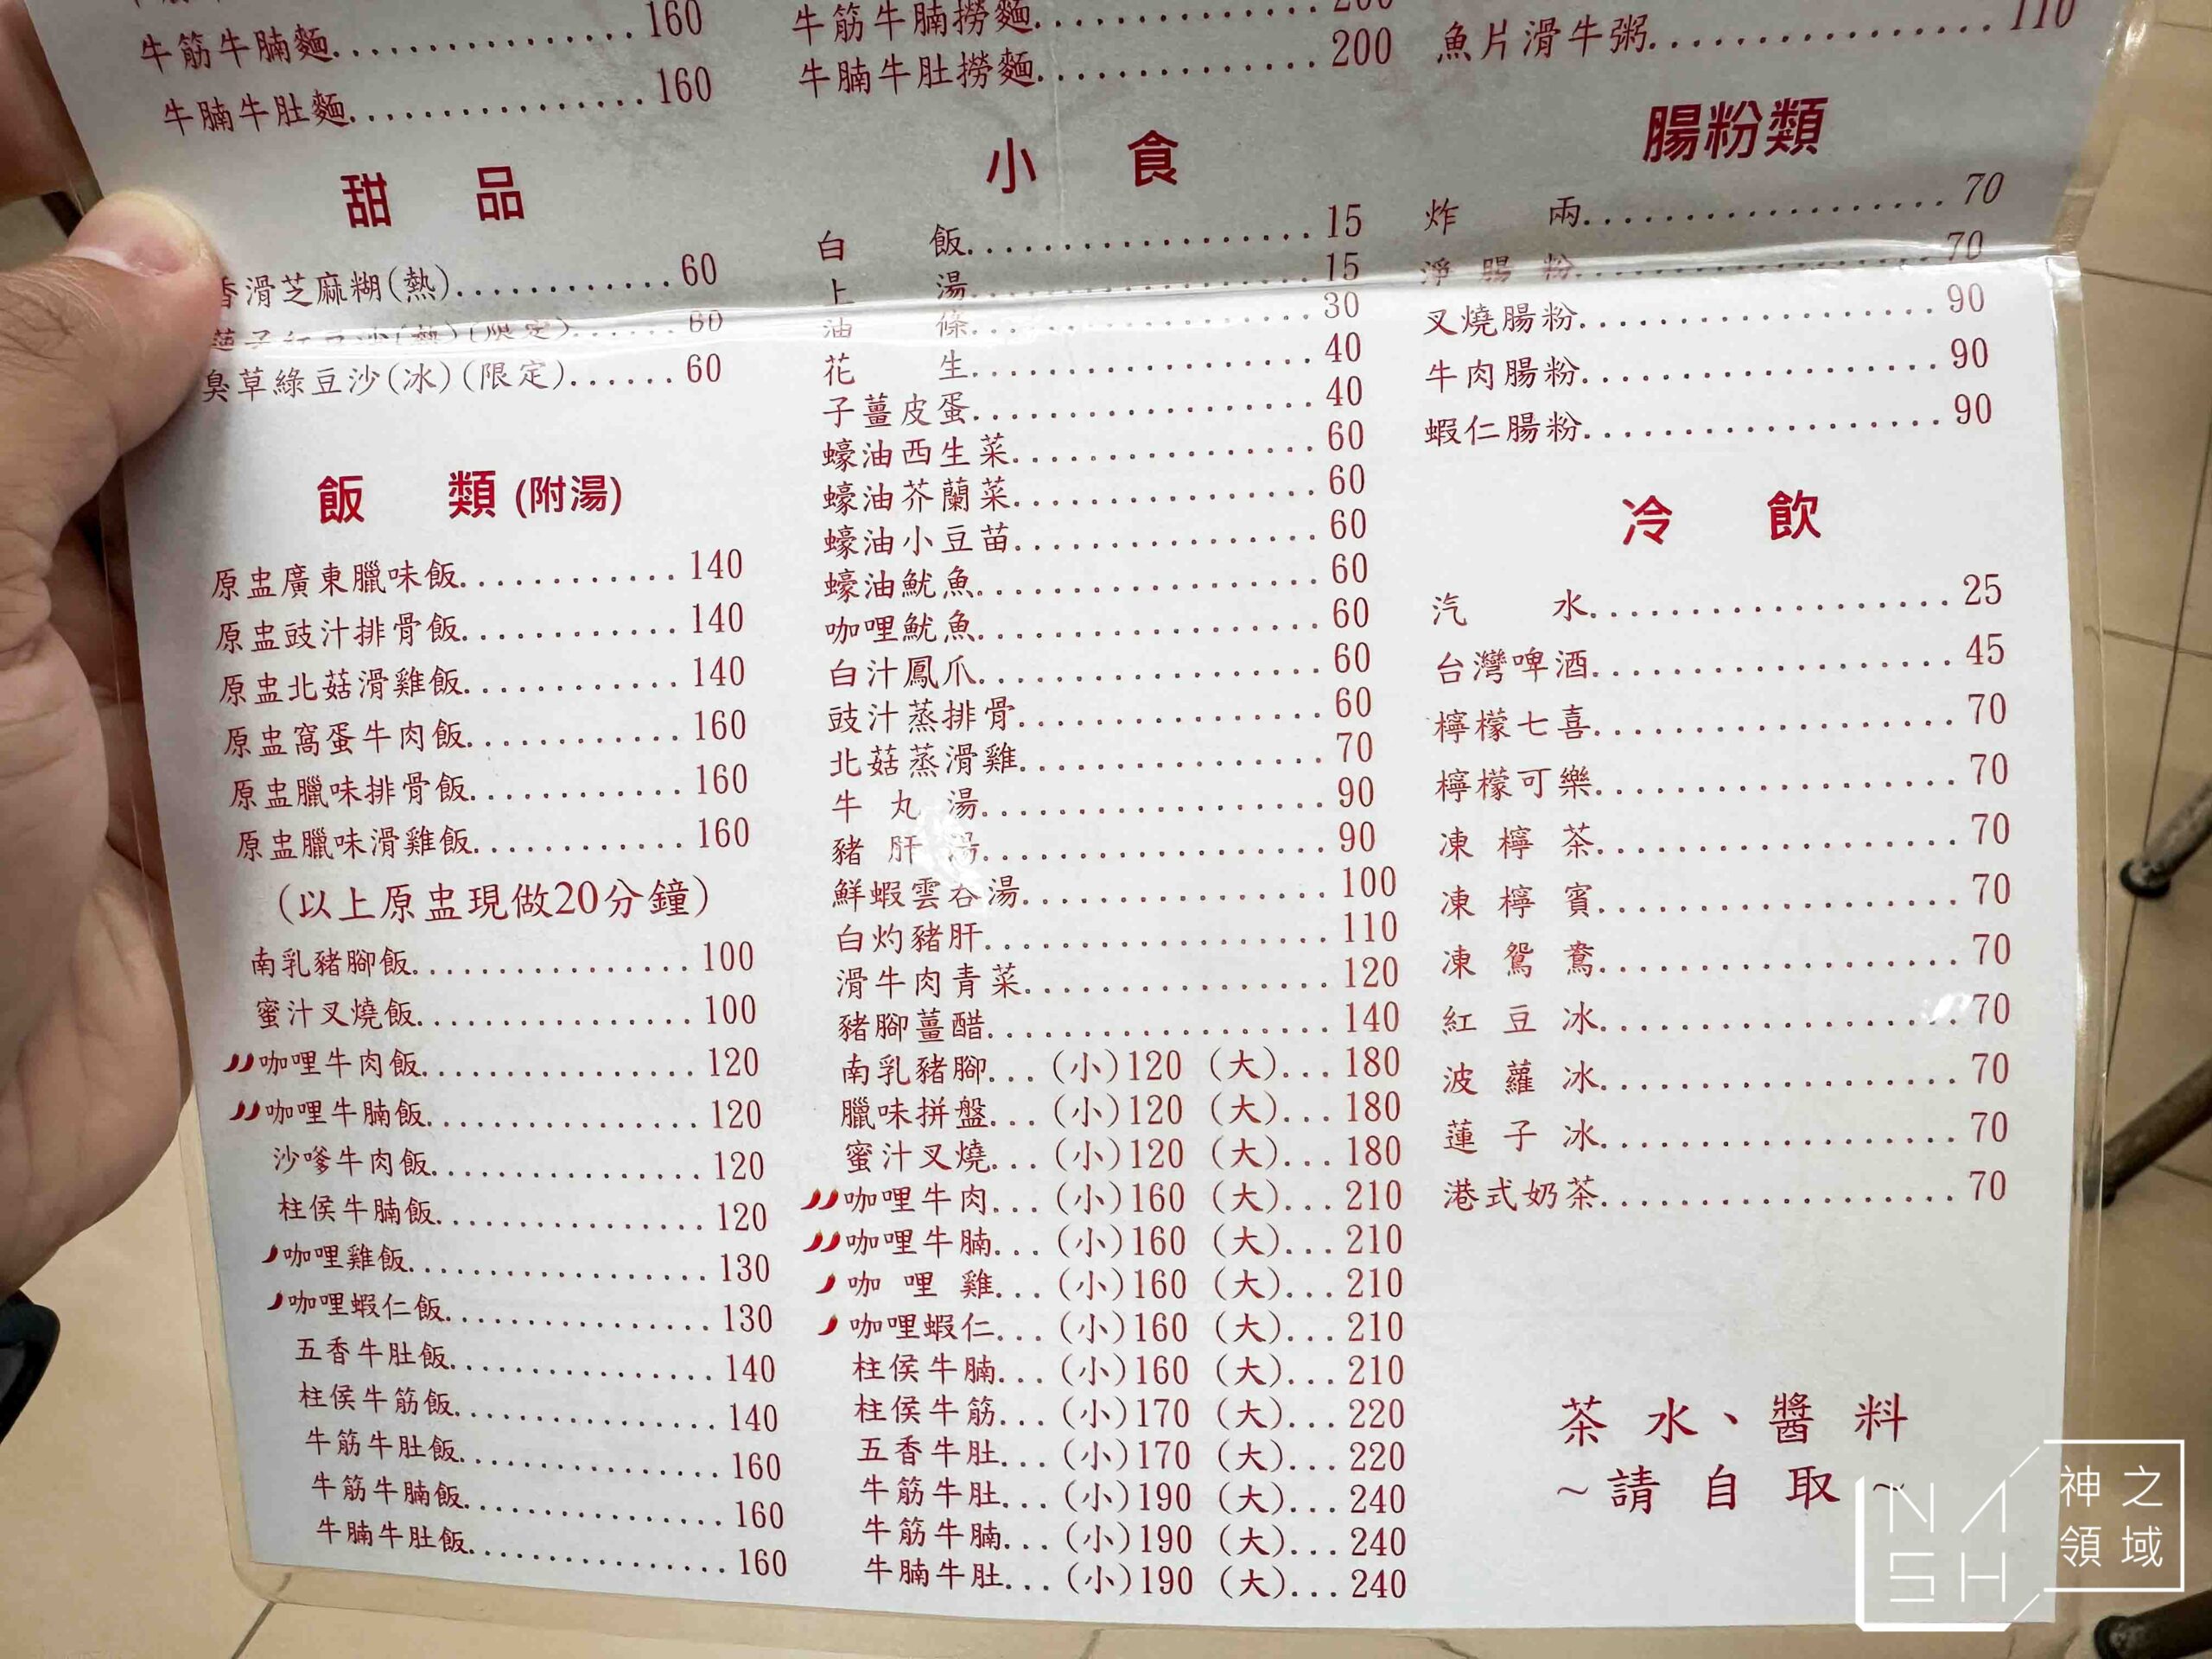 牛筋牛腩麵................160
牛腩牛肚麵................160
甜 品
香滑芝麻糊(熱)............60
蓮子紅豆沙(熱)(限定)......60
臭草綠豆沙(冰)(限定)......60
飯 類(附湯)
原盅廣東臘味飯............140
原盅豉汁排骨飯............140
原盅北菇滑雞飯............140
原盅窩蛋牛肉飯............160
原盅臘味排骨飯............160
原盅臘味滑雞飯............160
(以上原盅現做20分鐘)
南乳豬腳飯................100
蜜汁叉燒飯................100
咖哩牛肉飯................120
咖哩牛腩飯................120
沙嗲牛肉飯................120
柱侯牛腩飯................120
咖哩雞飯..................130
咖哩蝦仁飯................130
五香牛肚飯................140
柱侯牛筋飯................140
牛筋牛肚飯................160
牛筋牛腩飯................160
牛腩牛肚飯................160
牛筋牛腩撈麵...............200
牛腩牛肚撈麵...............200
小 食
白 飯...................15
上 湯...................15
油 條...................30
花 生...................40
子薑皮蛋...................40
蠔油西生菜.................60
蠔油芥蘭菜.................60
蠔油小豆苗.................60
蠔油魷魚...................60
咖哩魷魚...................60
白汁鳳爪...................60
豉汁蒸排骨.................60
北菇蒸滑雞.................70
牛 丸 湯...................90
豬 肝 湯...................90
鮮蝦雲吞湯.................100
白灼豬肝...................110
滑牛肉青菜.................120
豬腳薑醋...................140
南乳豬腳...(小)120 (大)...180
臘味拼盤...(小)120 (大)...180
蜜汁叉燒...(小)120 (大)...180
咖哩牛肉...(小)160 (大)...210
咖哩牛腩...(小)160 (大)...210
咖 哩 雞...(小)160 (大)...210
咖哩蝦仁...(小)160 (大)...210
柱侯牛腩...(小)160 (大)...210
柱侯牛筋...(小)170 (大)...220
五香牛肚...(小)170 (大)...220
牛筋牛肚...(小)190 (大)...240
牛筋牛腩...(小)190 (大)...240
牛腩牛肚...(小)190 (大)...240
魚片滑牛粥.................110
腸粉類
炸 兩...................70
淨 腸 粉...................70
叉燒腸粉...................90
牛肉腸粉...................90
蝦仁腸粉...................90
冷 飲
汽 水...................25
台灣啤酒...................45
檸檬七喜...................70
檸檬可樂...................70
凍 檸 茶...................70
凍 檸 賓...................70
凍 鴛 鴦...................70
紅 豆 冰...................70
波 蘿 冰...................70
蓮 子 冰...................70
港式奶茶...................70
茶 水、醬 料
~請 自 取~
NASH
神之
領域